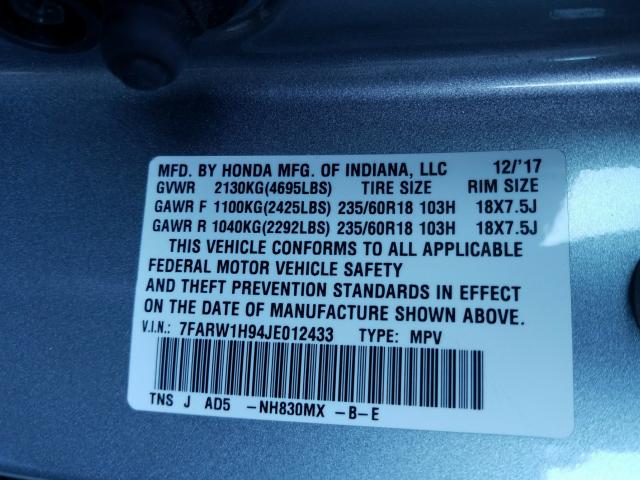 MFD. BY HONDA MFG. OF INDIANA, LLC 12/'17
GVWR 2130KG(4695LBS) TIRE SIZE RIM SIZE
GAWR F 1100KG(2425LBS) 235/60R18 103H 18X7.5J
GAWR R 1040KG(2292LBS) 235/60R18 103H 18X7.5J
THIS VEHICLE CONFORMS TO ALL APPLICABLE
FEDERAL MOTOR VEHICLE SAFETY
AND THEFT PREVENTION STANDARDS IN EFFECT
ON THE DATE OF MANUFACTURE SHOWN ABOVE.
V.I.N.: 7FARW1H94JE012433 TYPE: MPV
TNS J AD5 -NH830MX -B-E